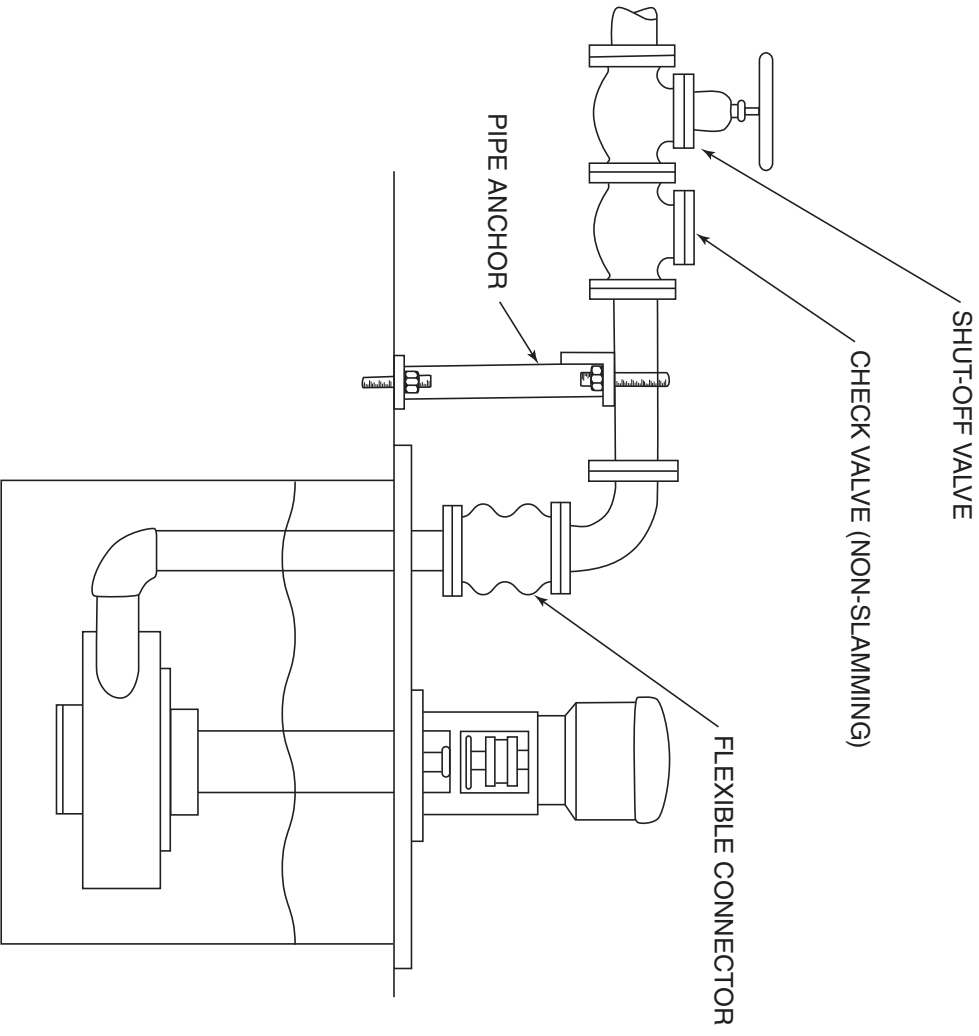 SHUT-OFF VALVE
CHECK VALVE (NON-SLAMMING)
PIPE ANCHOR
FLEXIBLE CONNECTOR